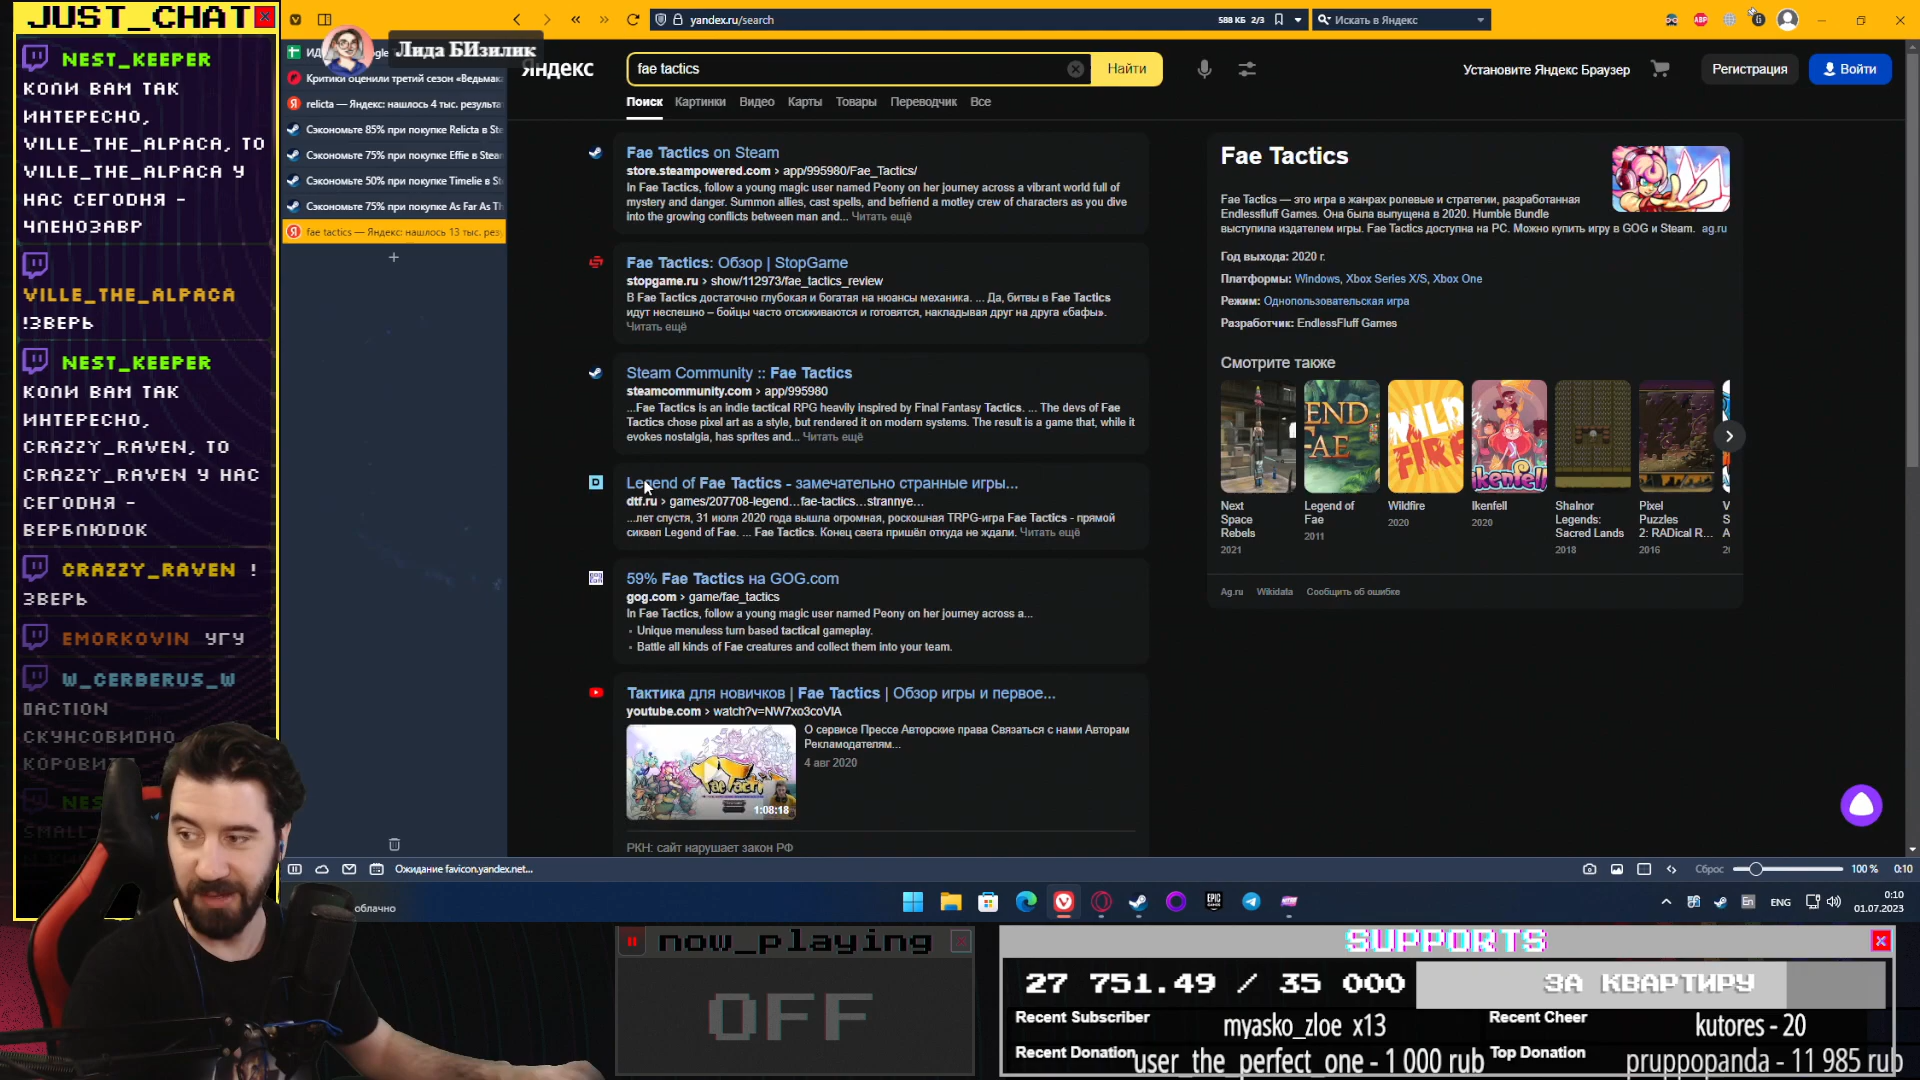 JUST_CHAT
NEST_KEEPER
КОЛИ ВАМ ТАК
ИНТЕРЕСНО,
VILLE_THE_ALPACA, ТО
VILLE_THE_ALPACA У
НАС СЕГОДНЯ -
ЧЛЕНОЗАВР
VILLE_THE_ALPACA
!ЗВЕРЬ
NEST_KEEPER
КОЛИ ВАМ ТАК
ИНТЕРЕСНО,
CRAZZY_RAVEN, ТО
CRAZZY_RAVEN У НАС
СЕГОДНЯ -
ВЕРБЛЮДОК
CRAZZY_RAVEN !
ЗВЕРЬ
EMORKOVIN УГУ
W_CERBERUS_W
ACTION
СКУНСОВИДНО
Лида БИзилик
Критики оценили третий сезон «Ведьмак
relicta — Яндекс: нашлось 4 тыс. результа
Сэкономьте 85% при покупке Relicta в Ste
Сэкономьте 75% при покупке Effie в Stear
Сэкономьте 50% при покупке Timelie в St
Сэкономьте 75% при покупке As Far As Th
fae tactics — Яндекс: нашлось 13 тыс. рез
yandex.ru/search
588 КБ 2/3
Искать в Яндекс
Яндекс
fae tactics
Найти
Установите Яндекс Браузер
Регистрация
Войти
Поиск Картинки Видео Карты Товары Переводчик Все
Fae Tactics on Steam
store.steampowered.com › app/995980/Fae_Tactics/
In Fae Tactics, follow a young magic user named Peony on her journey across a vibrant world full of
mystery and danger. Summon allies, cast spells, and befriend a motley crew of characters as you dive
into the growing conflicts between man and... Читать ещё
Fae Tactics: Обзор | StopGame
stopgame.ru › show/112973/fae_tactics_review
В Fae Tactics достаточно глубокая и богатая на нюансы механика. ... Да, битвы в Fae Tactics
идут неспешно – бойцы часто отсиживаются и готовятся, накладывая друг на друга «бафы».
Читать ещё
Steam Community :: Fae Tactics
steamcommunity.com › app/995980
...Fae Tactics is an indie tactical RPG heavily inspired by Final Fantasy Tactics. ... The devs of Fae
Tactics chose pixel art as a style, but rendered it on modern systems. The result is a game that, while it
evokes nostalgia, has sprites and... Читать ещё
Legend of Fae Tactics - замечательно странные игры...
dtf.ru › games/207708-legend...fae-tactics...strannye...
...лет спустя, 31 июля 2020 года вышла огромная, роскошная TRPG-игра Fae Tactics - прямой
сиквел Legend of Fae. ... Fae Tactics. Конец света пришёл откуда не ждали. Читать ещё
59% Fae Tactics на GOG.com
gog.com › game/fae_tactics
In Fae Tactics, follow a young magic user named Peony on her journey across a...
Unique menuless turn based tactical gameplay.
Battle all kinds of Fae creatures and collect them into your team.
Тактика для новичков | Fae Tactics | Обзор игры и первое...
youtube.com › watch?v=NW7xo3coVlA
О сервисе Прессе Авторские права Связаться с нами Авторам
Рекламодателям...
4 авг 2020
Fae Tacti
1:08:18
РКН: сайт нарушает закон РФ
Fae Tactics
Fae Tactics — это игра в жанрах ролевые и стратегии, разработанная
Endlessfluff Games. Она была выпущена в 2020. Humble Bundle
выступила издателем игры. Fae Tactics доступна на PC. Можно купить игру в GOG и Steam. ag.ru
Год выхода: 2020 г.
Платформы: Windows, Xbox Series X/S, Xbox One
Режим: Однопользовательская игра
Разработчик: EndlessFluff Games
Смотрите также
END
FAE
WILD
FIRE
ikenfell
Next
Space
Rebels
2021
Legend of
Fae
2011
Wildfire
2020
Ikenfell
2020
Shalnor
Legends:
Sacred Lands
2018
Pixel
Puzzles
2: RADical R...
2016
Ag.ru Wikidata Сообщить об ошибке
Ожидание favicon.yandex.net...
Сброс
100 %
0:10
облачно
EPIC
ENG
0:10
01.07.2023
now_playing
OFF
SUPPORTS
27 751.49 / 35 000
ЗА КВАРТИРУ
Recent Subscriber
myasko_zloe x13
Recent Cheer
kutores - 20
Recent Donation
user_the_perfect_one - 1 000 rub
Top Donation
pruppopanda - 11 985 rub